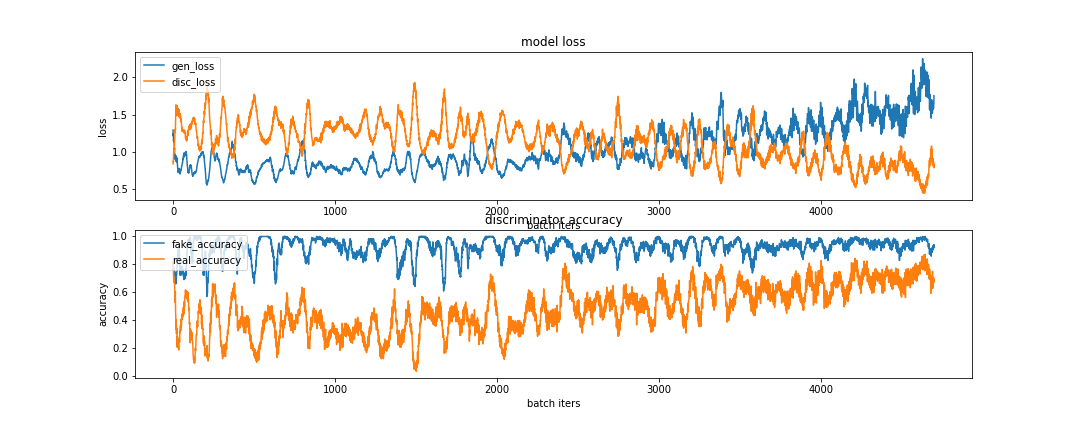 model loss
gen_loss
disc_loss
2.0
1.5
1.0
0.5
loss
0 1000 2000 3000 4000
batch iters
discriminator accuracy
fake_accuracy
real_accuracy
1.0
0.8
0.6
0.4
0.2
0.0
accuracy
0 1000 2000 3000 4000
batch iters